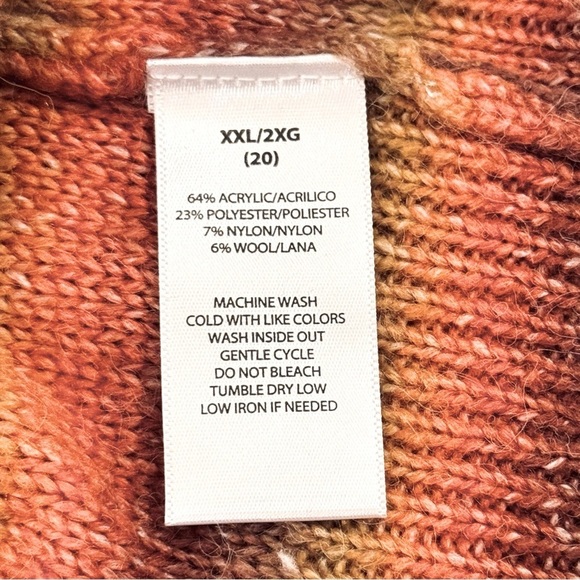 XXL/2XG
(20)
64% ACRYLIC/ACRILICO
23% POLYESTER/POLIESTER
7% NYLON/NYLON
6% WOOL/LANA
MACHINE WASH
COLD WITH LIKE COLORS
WASH INSIDE OUT
GENTLE CYCLE
DO NOT BLEACH
TUMBLE DRY LOW
LOW IRON IF NEEDED